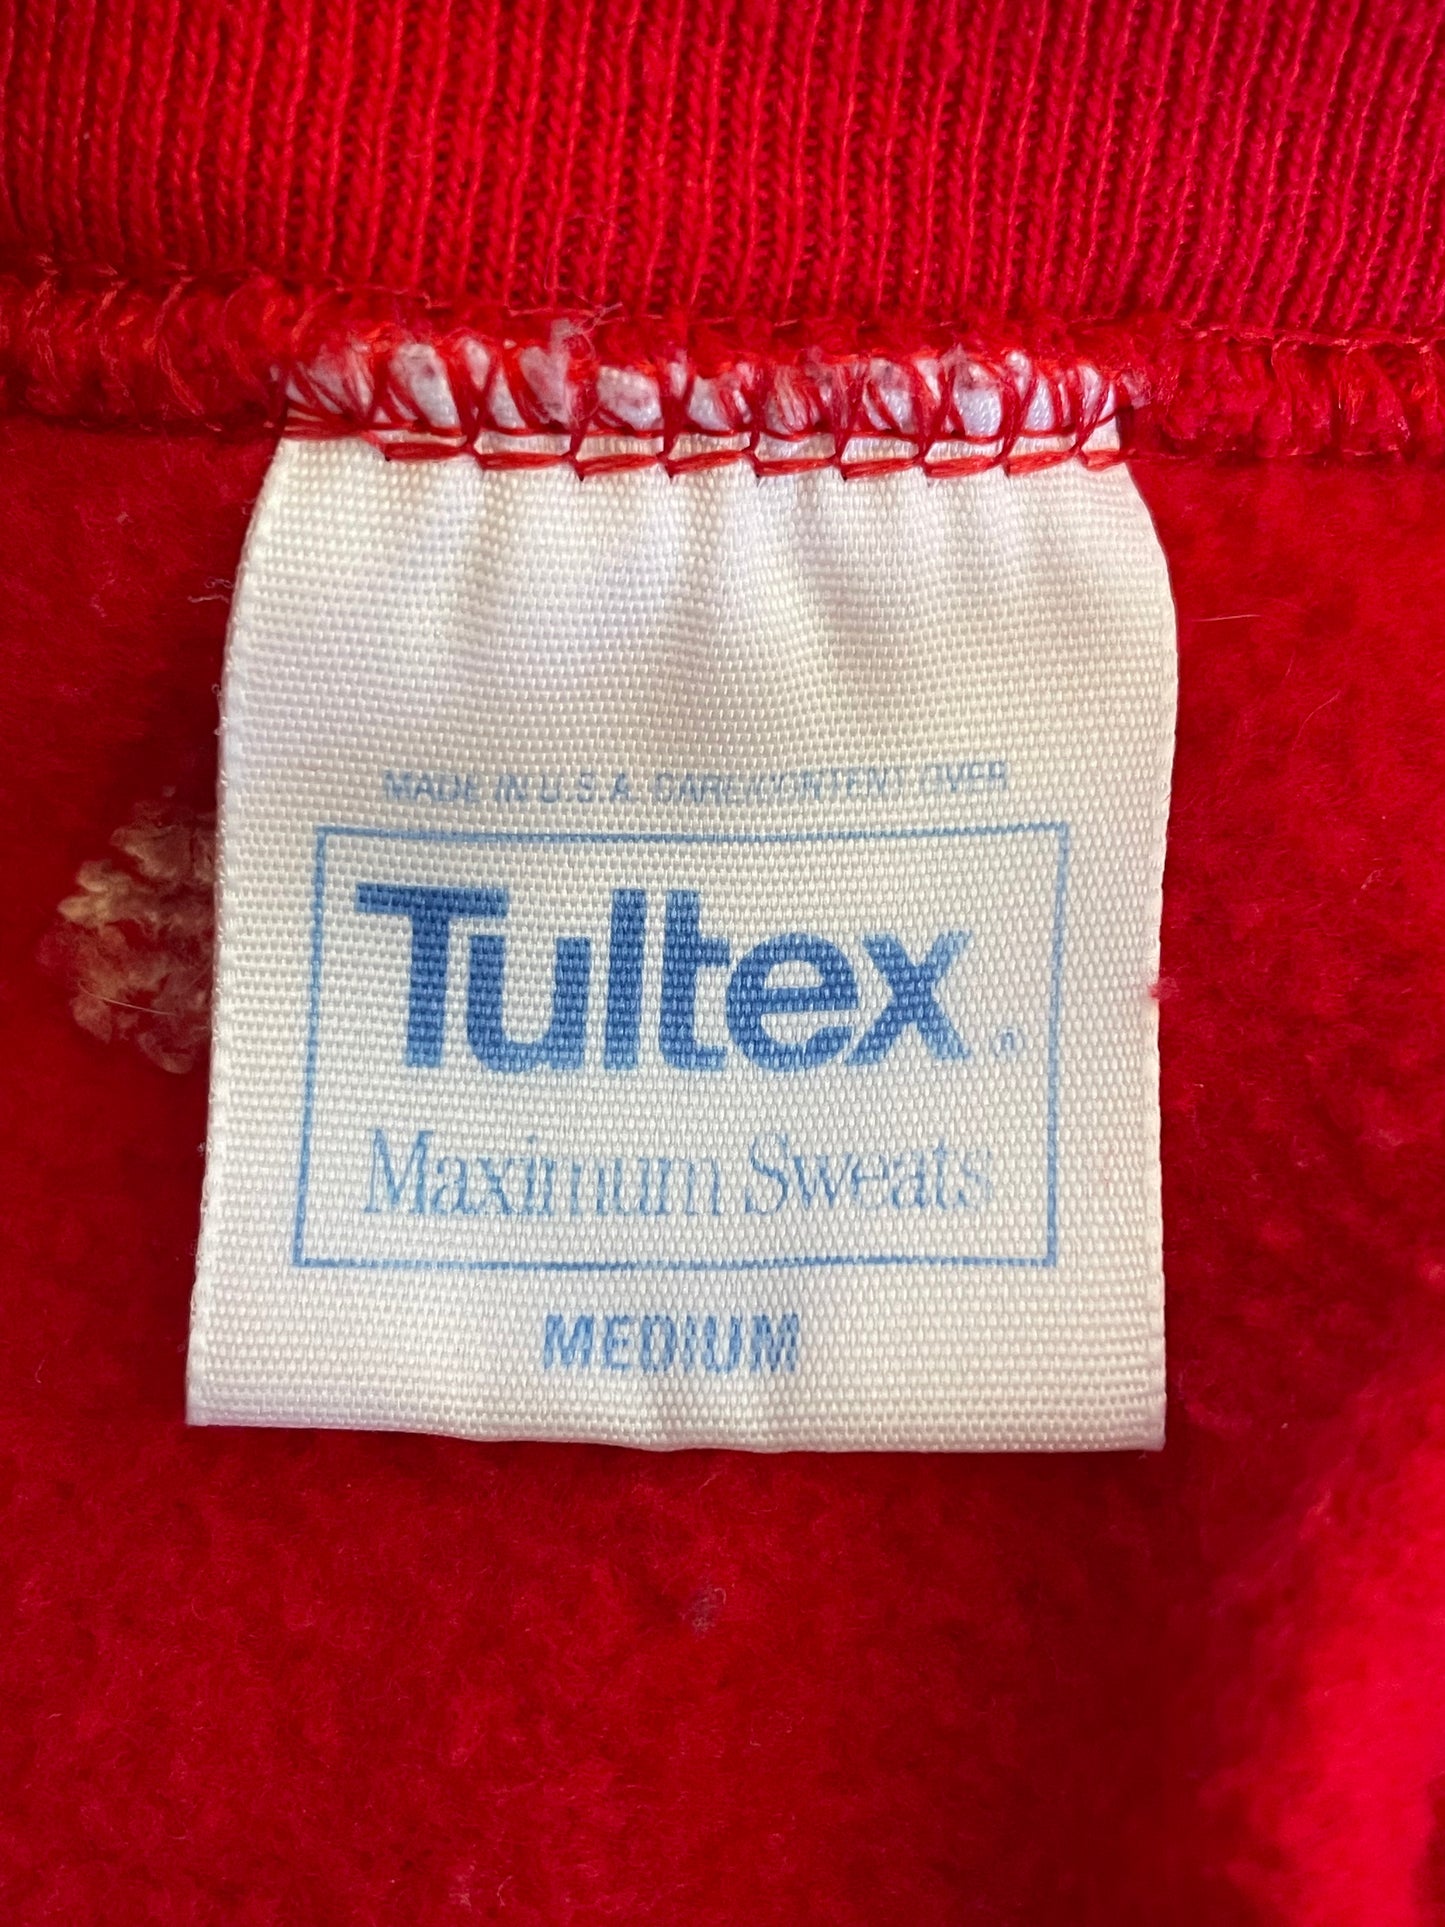 MADE IN U.S.A. CARE/CONTENT OVER
Tultex®
Maximum Sweats
MEDIUM